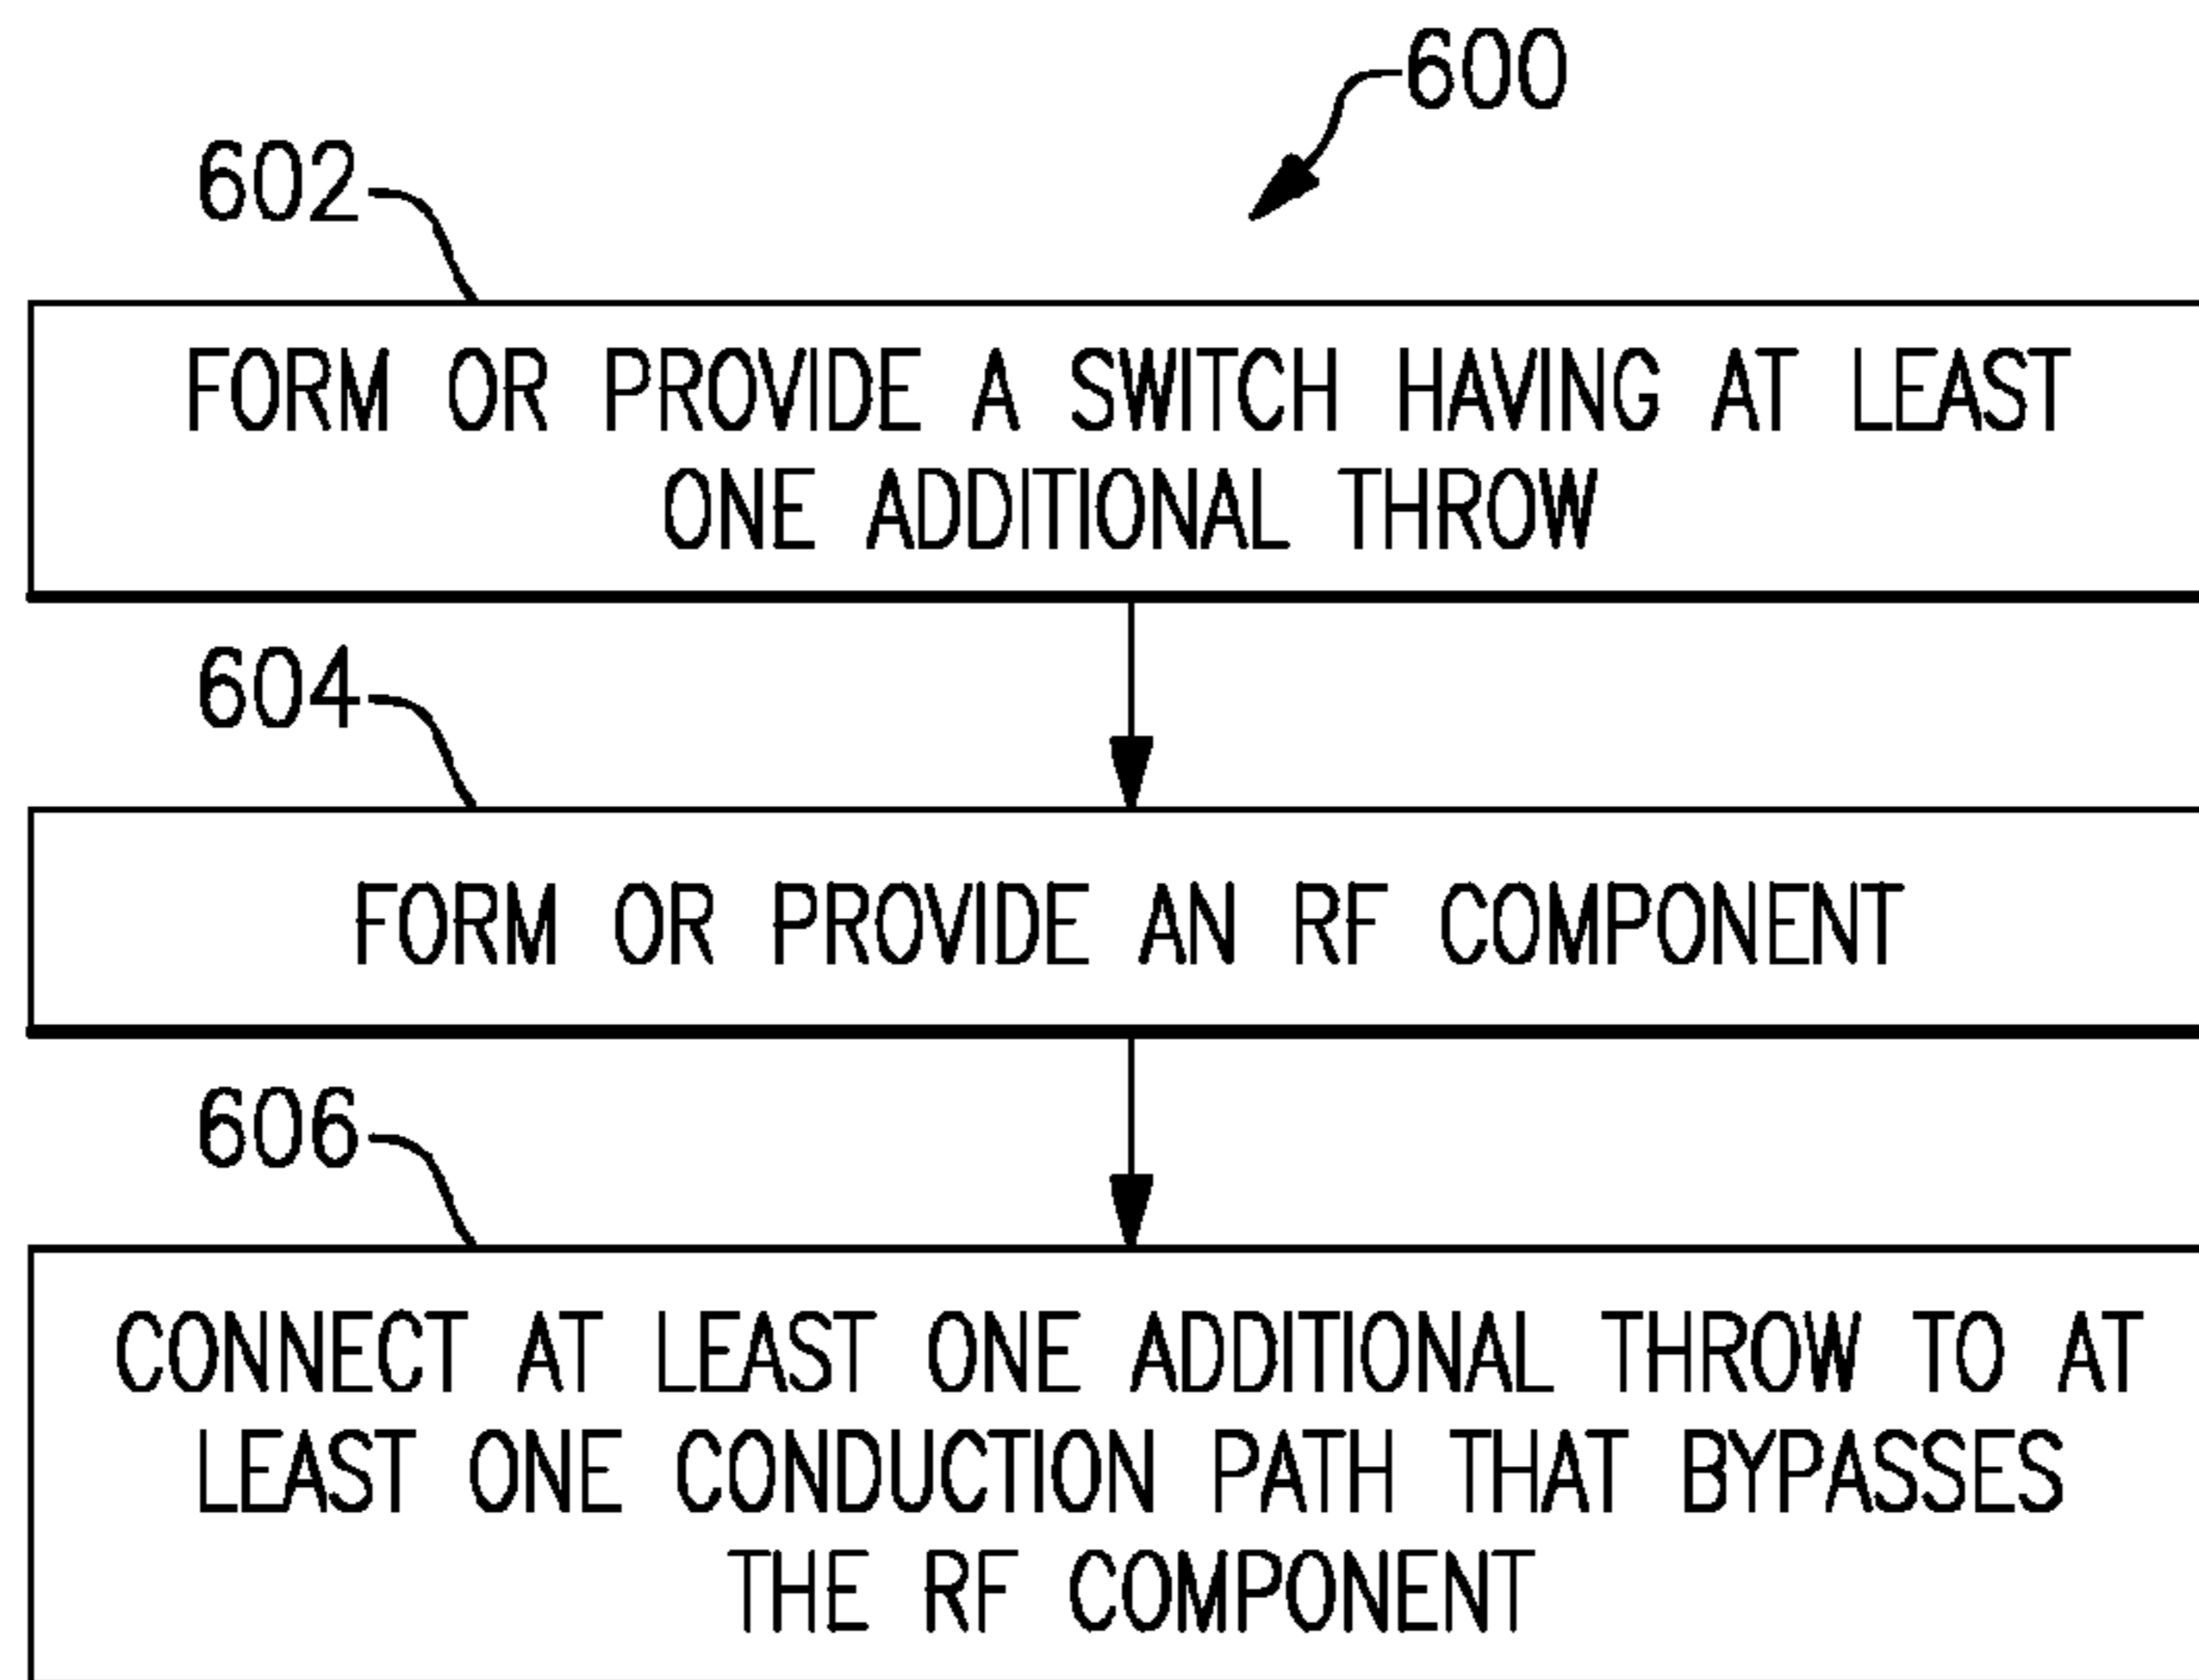 600
602
FORM OR PROVIDE A SWITCH HAVING AT LEAST
ONE ADDITIONAL THROW
604
FORM OR PROVIDE AN RF COMPONENT
606
CONNECT AT LEAST ONE ADDITIONAL THROW TO AT
LEAST ONE CONDUCTION PATH THAT BYPASSES
THE RF COMPONENT